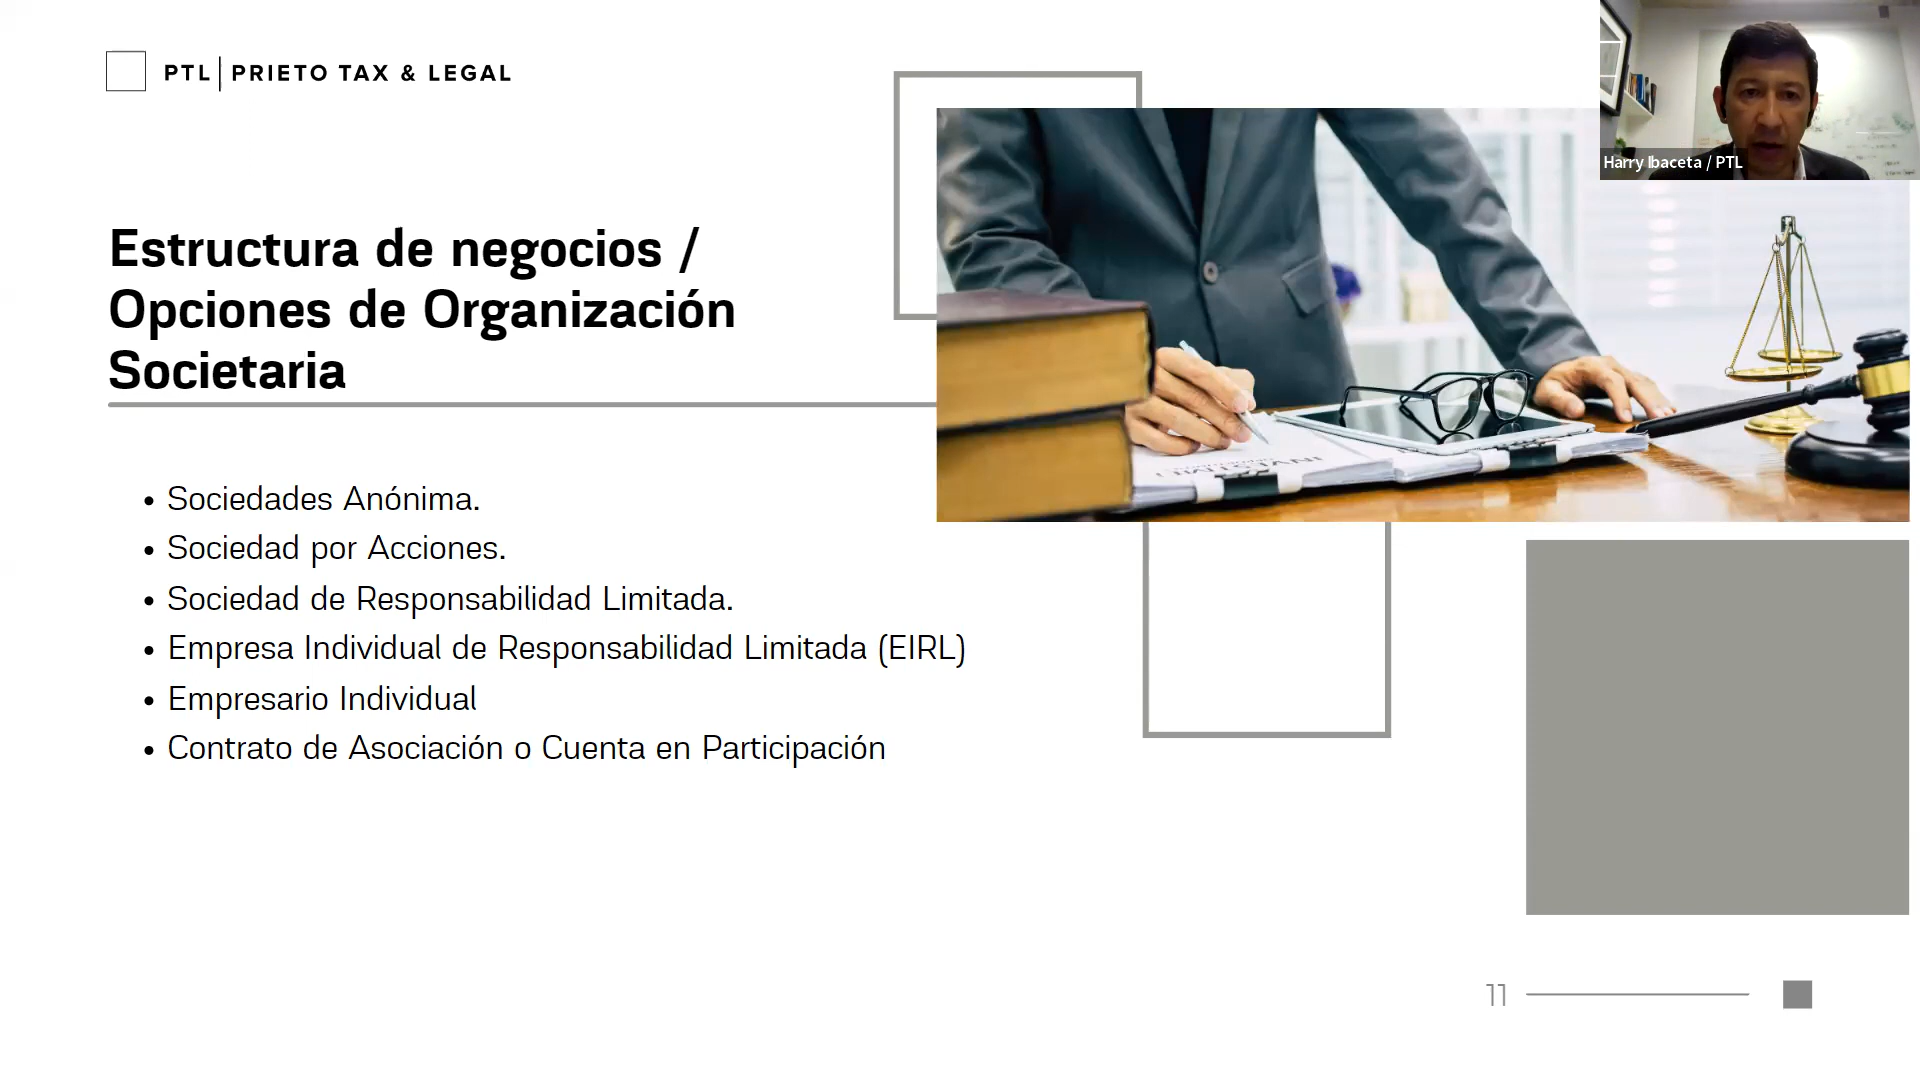 PTL | PRIETO TAX & LEGAL
Harry Ibaceta / PTL
Estructura de negocios /
Opciones de Organización
Societaria
• Sociedades Anónima.
• Sociedad por Acciones.
• Sociedad de Responsabilidad Limitada.
• Empresa Individual de Responsabilidad Limitada (EIRL)
• Empresario Individual
• Contrato de Asociación o Cuenta en Participación
11